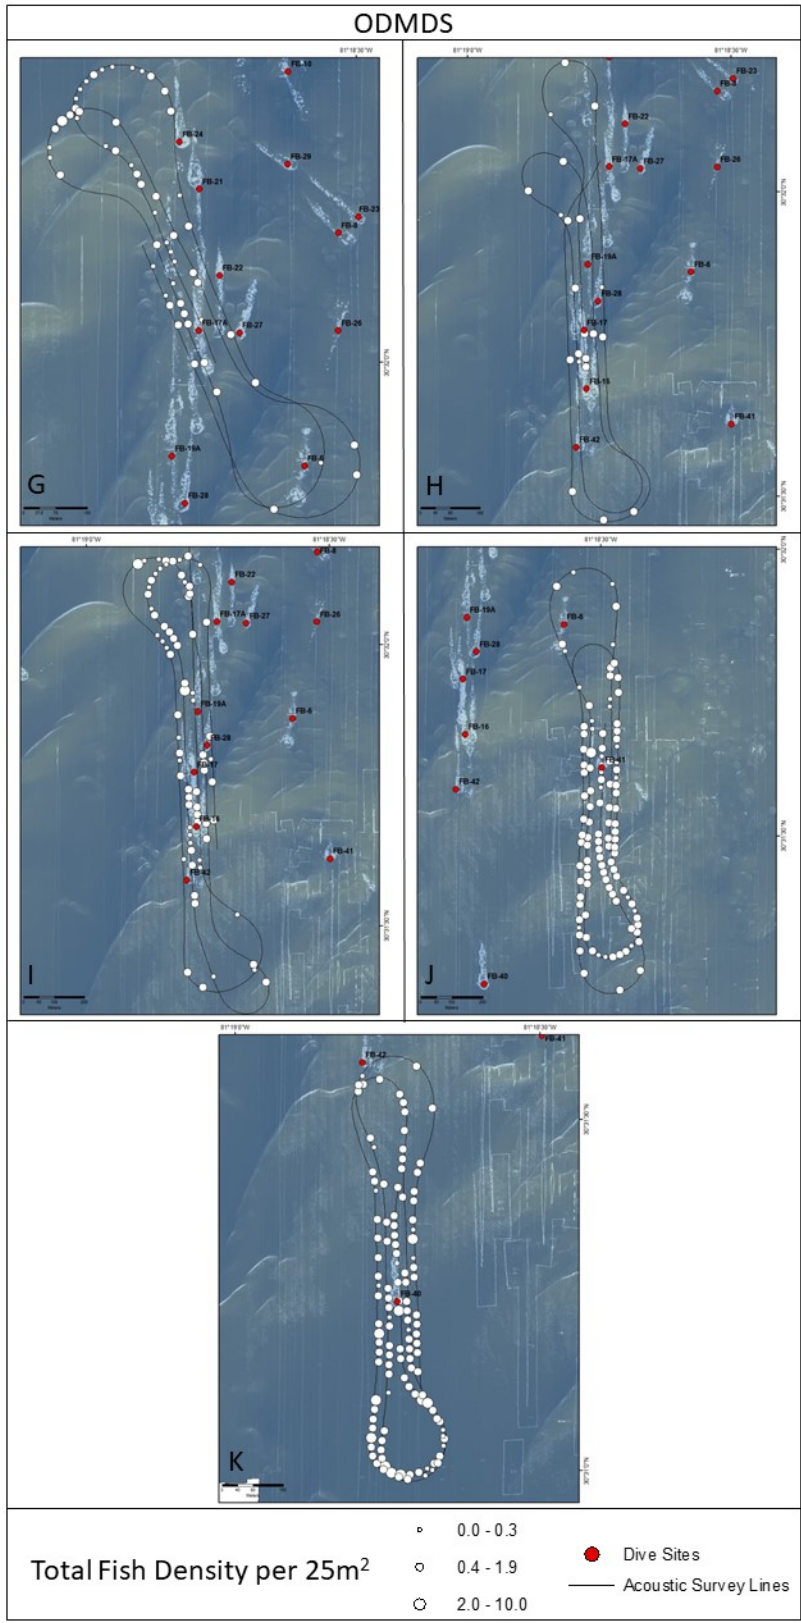 ODMDS
81°18'30"W
FB-10
FB-24
FB-29
FB-21
FB-23
FB-8
FB-22
FB-17A
FB-27
FB-26
FB-19A
FB-6
FB-28
G
Meters
81°19'0"W
81°18'30"W
FB-23
FB-8
FB-22
FB-17A
FB-27
FB-26
FB-19A
FB-6
FB-28
FB-17
FB-16
FB-41
FB-42
H
Meters
81°19'0"W
81°18'30"W
FB-8
FB-22
FB-17A
FB-27
FB-26
FB-19A
FB-6
FB-28
FB-17
FB-41
FB-42
I
Meters
81°18'30"W
FB-19A
FB-6
FB-28
FB-17
FB-16
FB-41
FB-42
FB-40
J
Meters
81°19'0"W
81°18'30"W
FB-41
FB-42
FB-40
K
Meters
Total Fish Density per 25m²
0.0 - 0.3
0.4 - 1.9
2.0 - 10.0
Dive Sites
Acoustic Survey Lines